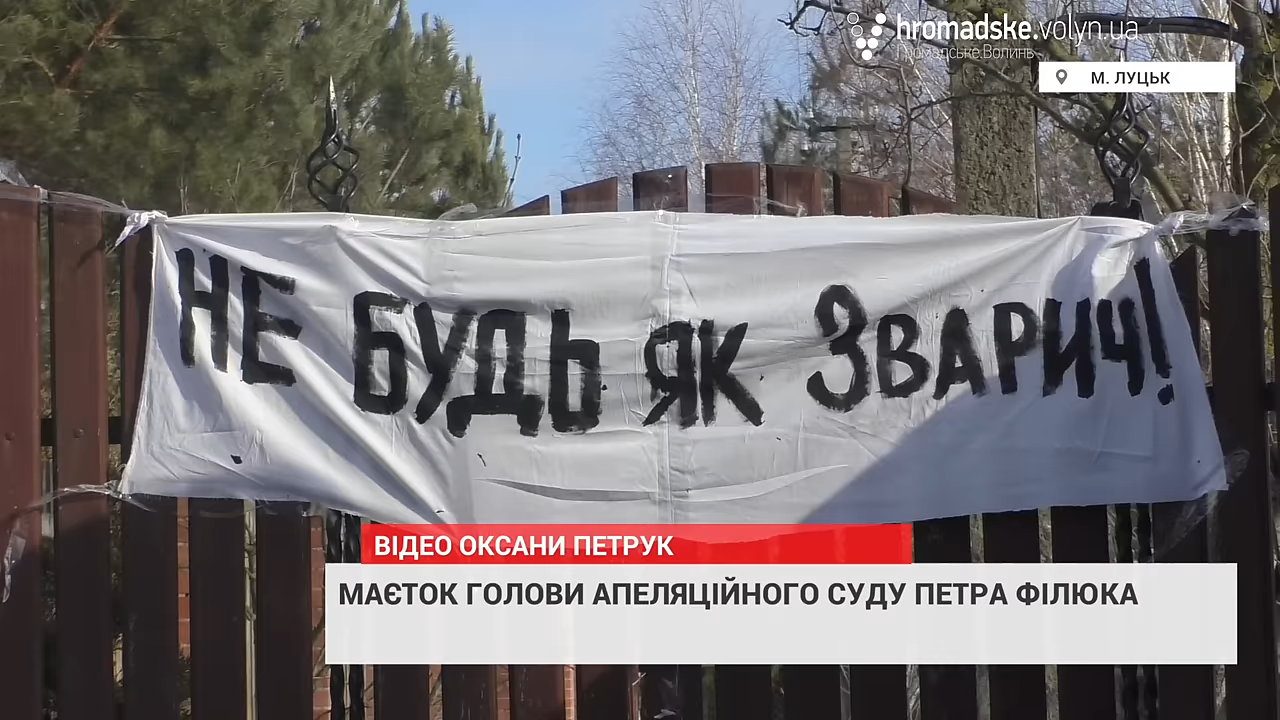 hromadske.volyn.ua
Громадське.Волинь
М. ЛУЦЬК
НЕ БУДЬ ЯК ЗВАРИЧ!
ВІДЕО ОКСАНИ ПЕТРУК
МАЄТОК ГОЛОВИ АПЕЛЯЦІЙНОГО СУДУ ПЕТРА ФІЛЮКА